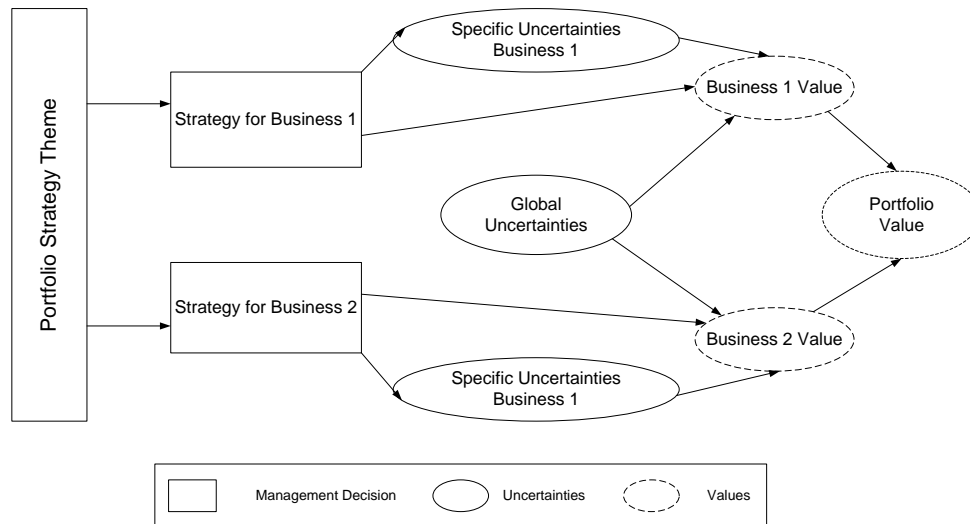 Portfolio Strategy Theme
Specific Uncertainties
Business 1
Strategy for Business 1
Business 1 Value
Global
Uncertainties
Portfolio
Value
Strategy for Business 2
Business 2 Value
Specific Uncertainties
Business 1
Management Decision
Uncertainties
Values